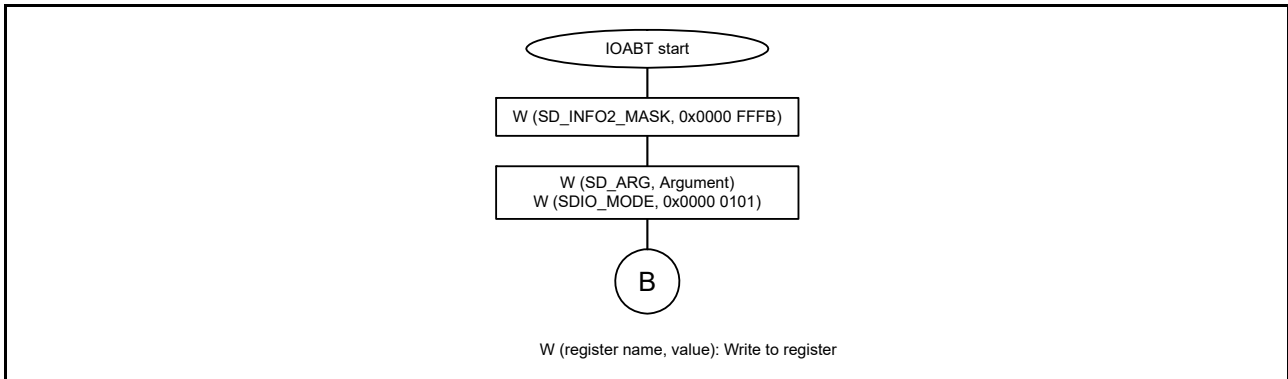 IOABT start
W (SD_INFO2_MASK, 0x0000 FFFB)
W (SD_ARG, Argument)
W (SDIO_MODE, 0x0000 0101)
B
W (register name, value): Write to register